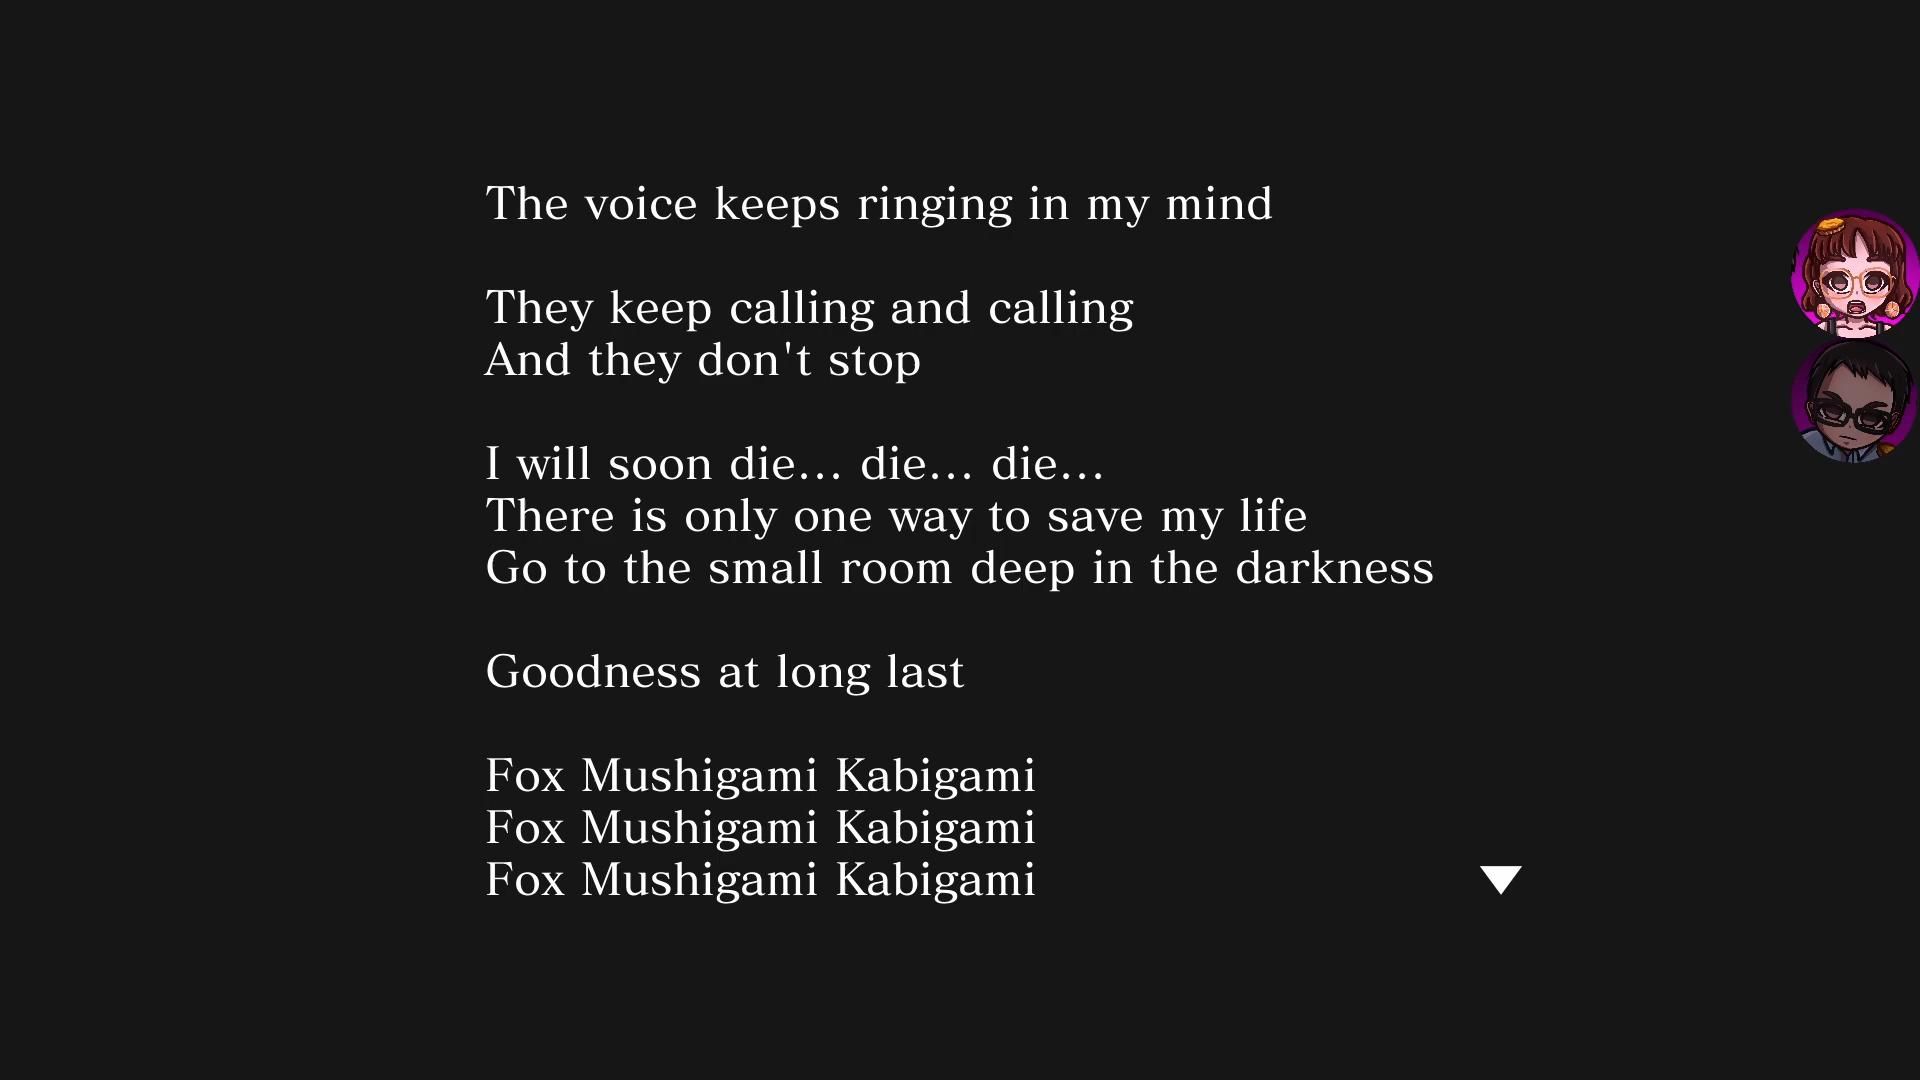 The voice keeps ringing in my mind
They keep calling and calling
And they don't stop
I will soon die... die... die...
There is only one way to save my life
Go to the small room deep in the darkness
Goodness at long last
Fox Mushigami Kabigami
Fox Mushigami Kabigami
Fox Mushigami Kabigami